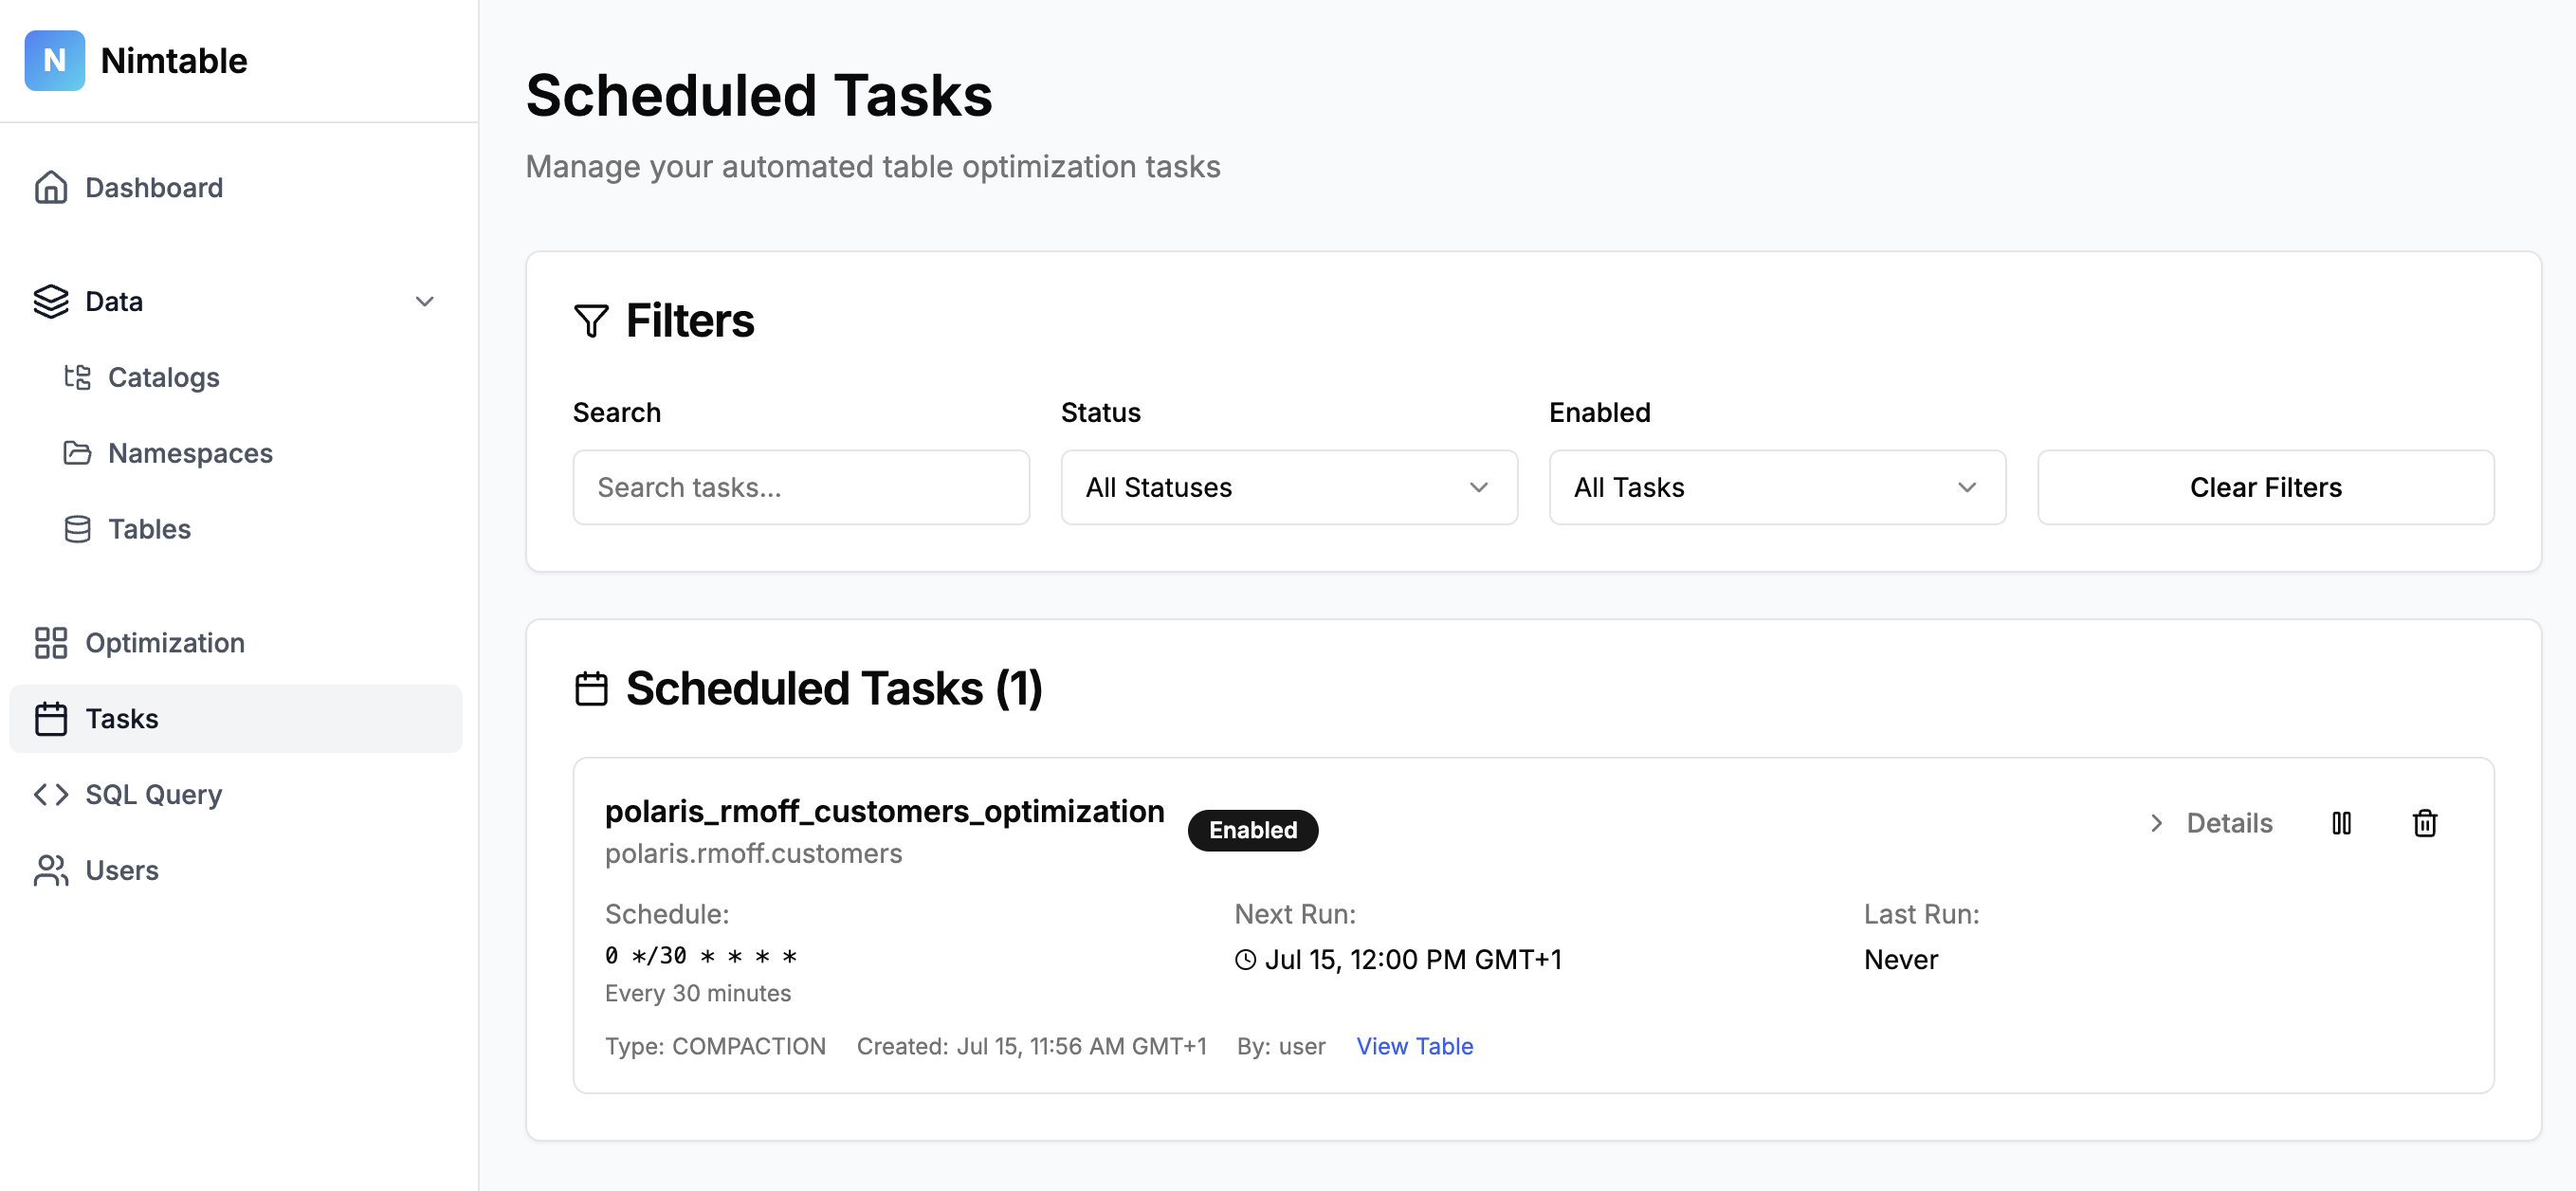 N Nimtable
Dashboard
Data
Catalogs
Namespaces
Tables
Optimization
Tasks
SQL Query
Users
Scheduled Tasks
Manage your automated table optimization tasks
Filters
Search
Status
Enabled
Search tasks...
All Statuses
All Tasks
Clear Filters
Scheduled Tasks (1)
polaris_rmoff_customers_optimization
polaris.rmoff.customers
Enabled
Details
Schedule:
0 */30 * * * *
Every 30 minutes
Next Run:
Jul 15, 12:00 PM GMT+1
Last Run:
Never
Type: COMPACTION Created: Jul 15, 11:56 AM GMT+1 By: user View Table